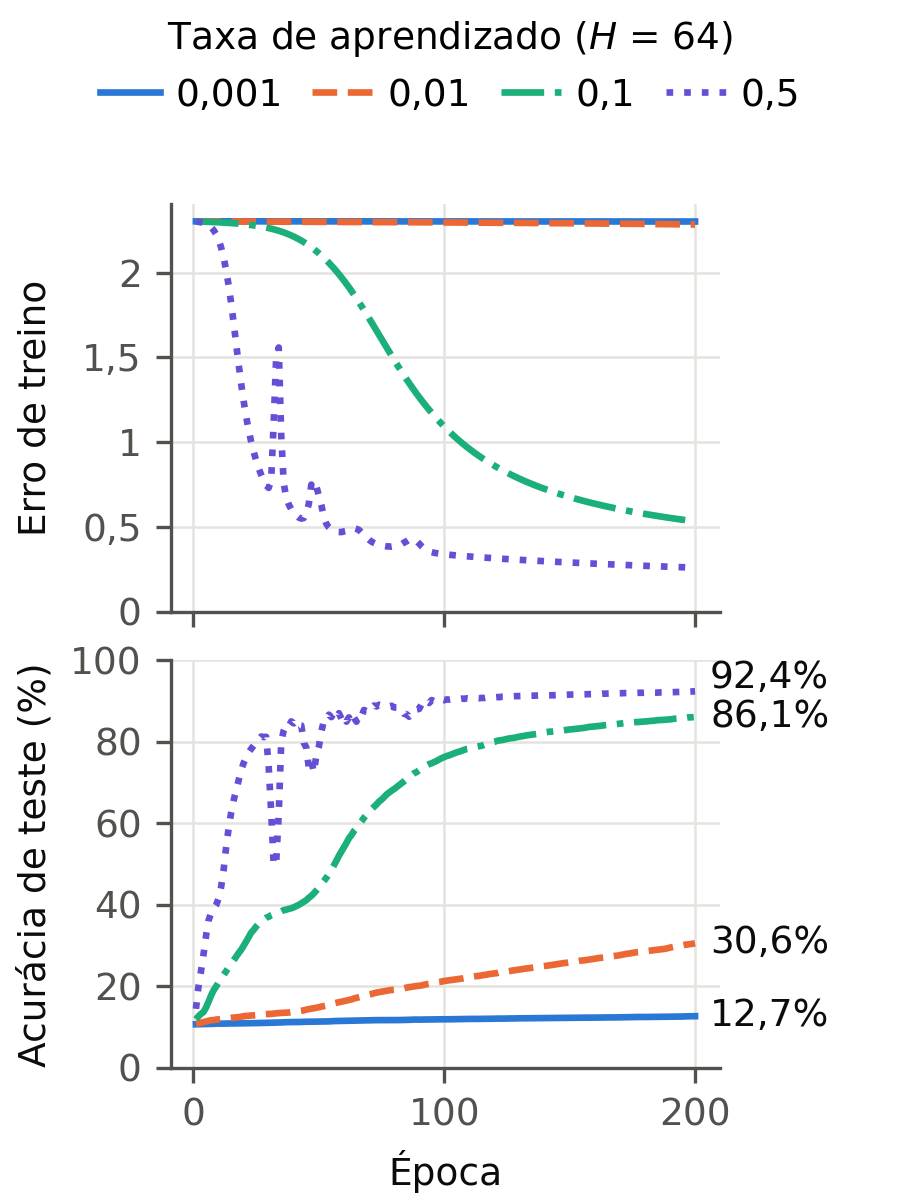 Taxa de aprendizado (H = 64)
0,001 0,01 0,1 0,5
Erro de treino
2
1,5
1
0,5
0
Acurácia de teste (%)
100
80
60
40
20
0
92,4%
86,1%
30,6%
12,7%
0 100 200
Época